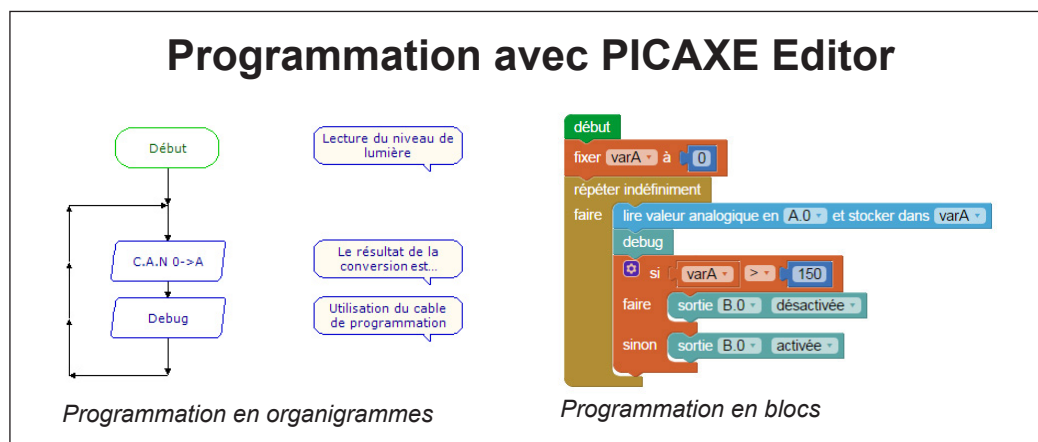 Programmation avec PICAXE Editor
Début
Lecture du niveau de
lumière
C.A.N 0->A
Le résultat de la
conversion est...
Debug
Utilisation du cable
de programmation
Programmation en organigrammes
début
fixer varA à 0
répéter indéfiniment
faire lire valeur analogique en A.0 et stocker dans varA
debug
si varA > 150
faire sortie B.0 désactivée
sinon sortie B.0 activée
Programmation en blocs